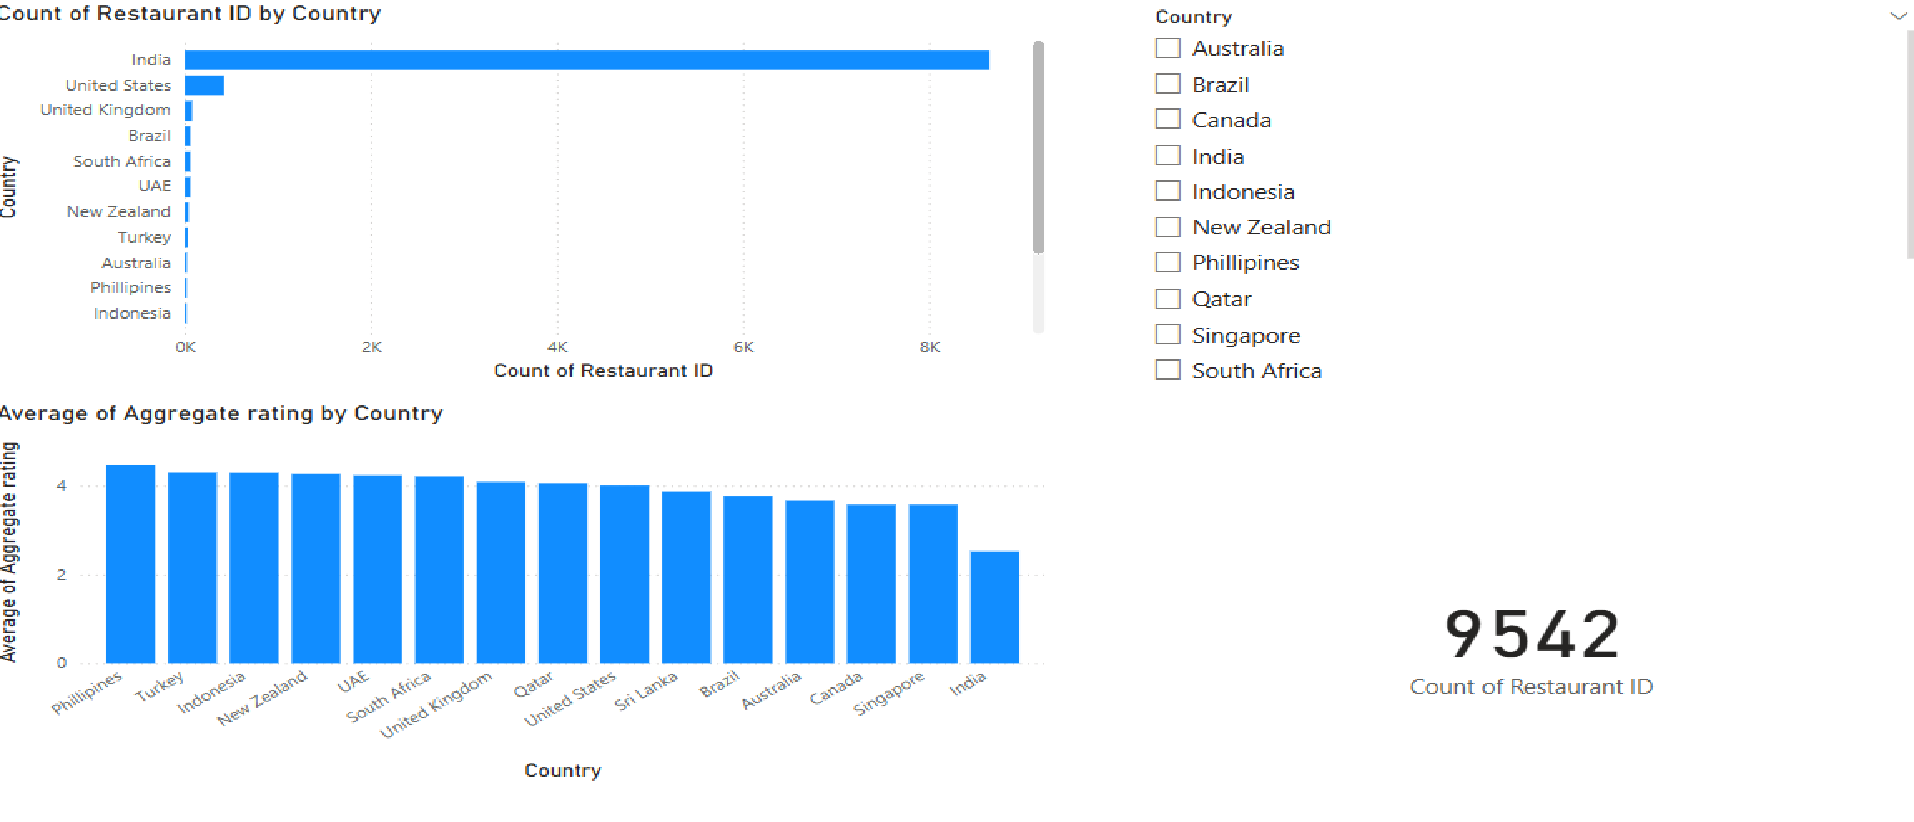 Count of Restaurant ID by Country
Country
India
United States
United Kingdom
Brazil
South Africa
UAE
New Zealand
Turkey
Australia
Phillipines
Indonesia
0K 2K 4K 6K 8K
Count of Restaurant ID
Country
Australia
Brazil
Canada
India
Indonesia
New Zealand
Phillipines
Qatar
Singapore
South Africa
Average of Aggregate rating by Country
Average of Aggregate rating
4
2
0
Phillipines Turkey Indonesia New Zealand UAE South Africa United Kingdom Qatar United States Sri Lanka Brazil Australia Canada Singapore India
Country
9542
Count of Restaurant ID